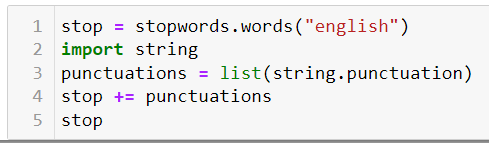 1 stop = stopwords.words("english")
2 import string
3 punctuations = list(string.punctuation)
4 stop += punctuations
5 stop